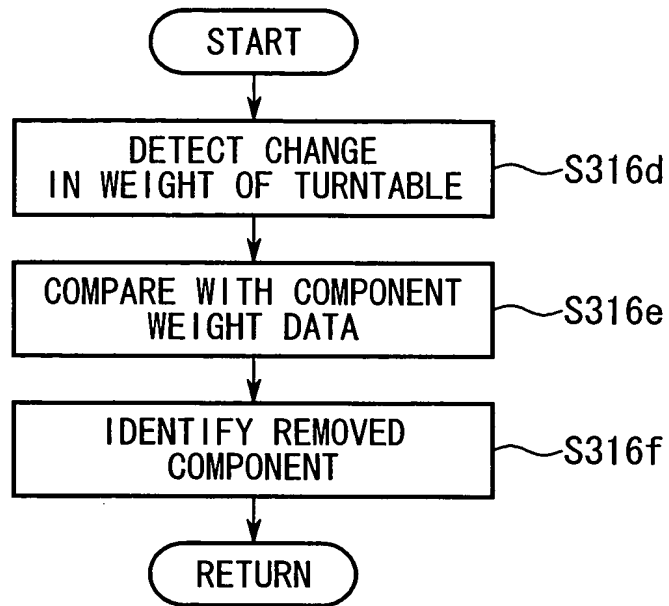 START
DETECT CHANGE
IN WEIGHT OF TURNTABLE
S316d
COMPARE WITH COMPONENT
WEIGHT DATA
S316e
IDENTIFY REMOVED
COMPONENT
S316f
RETURN